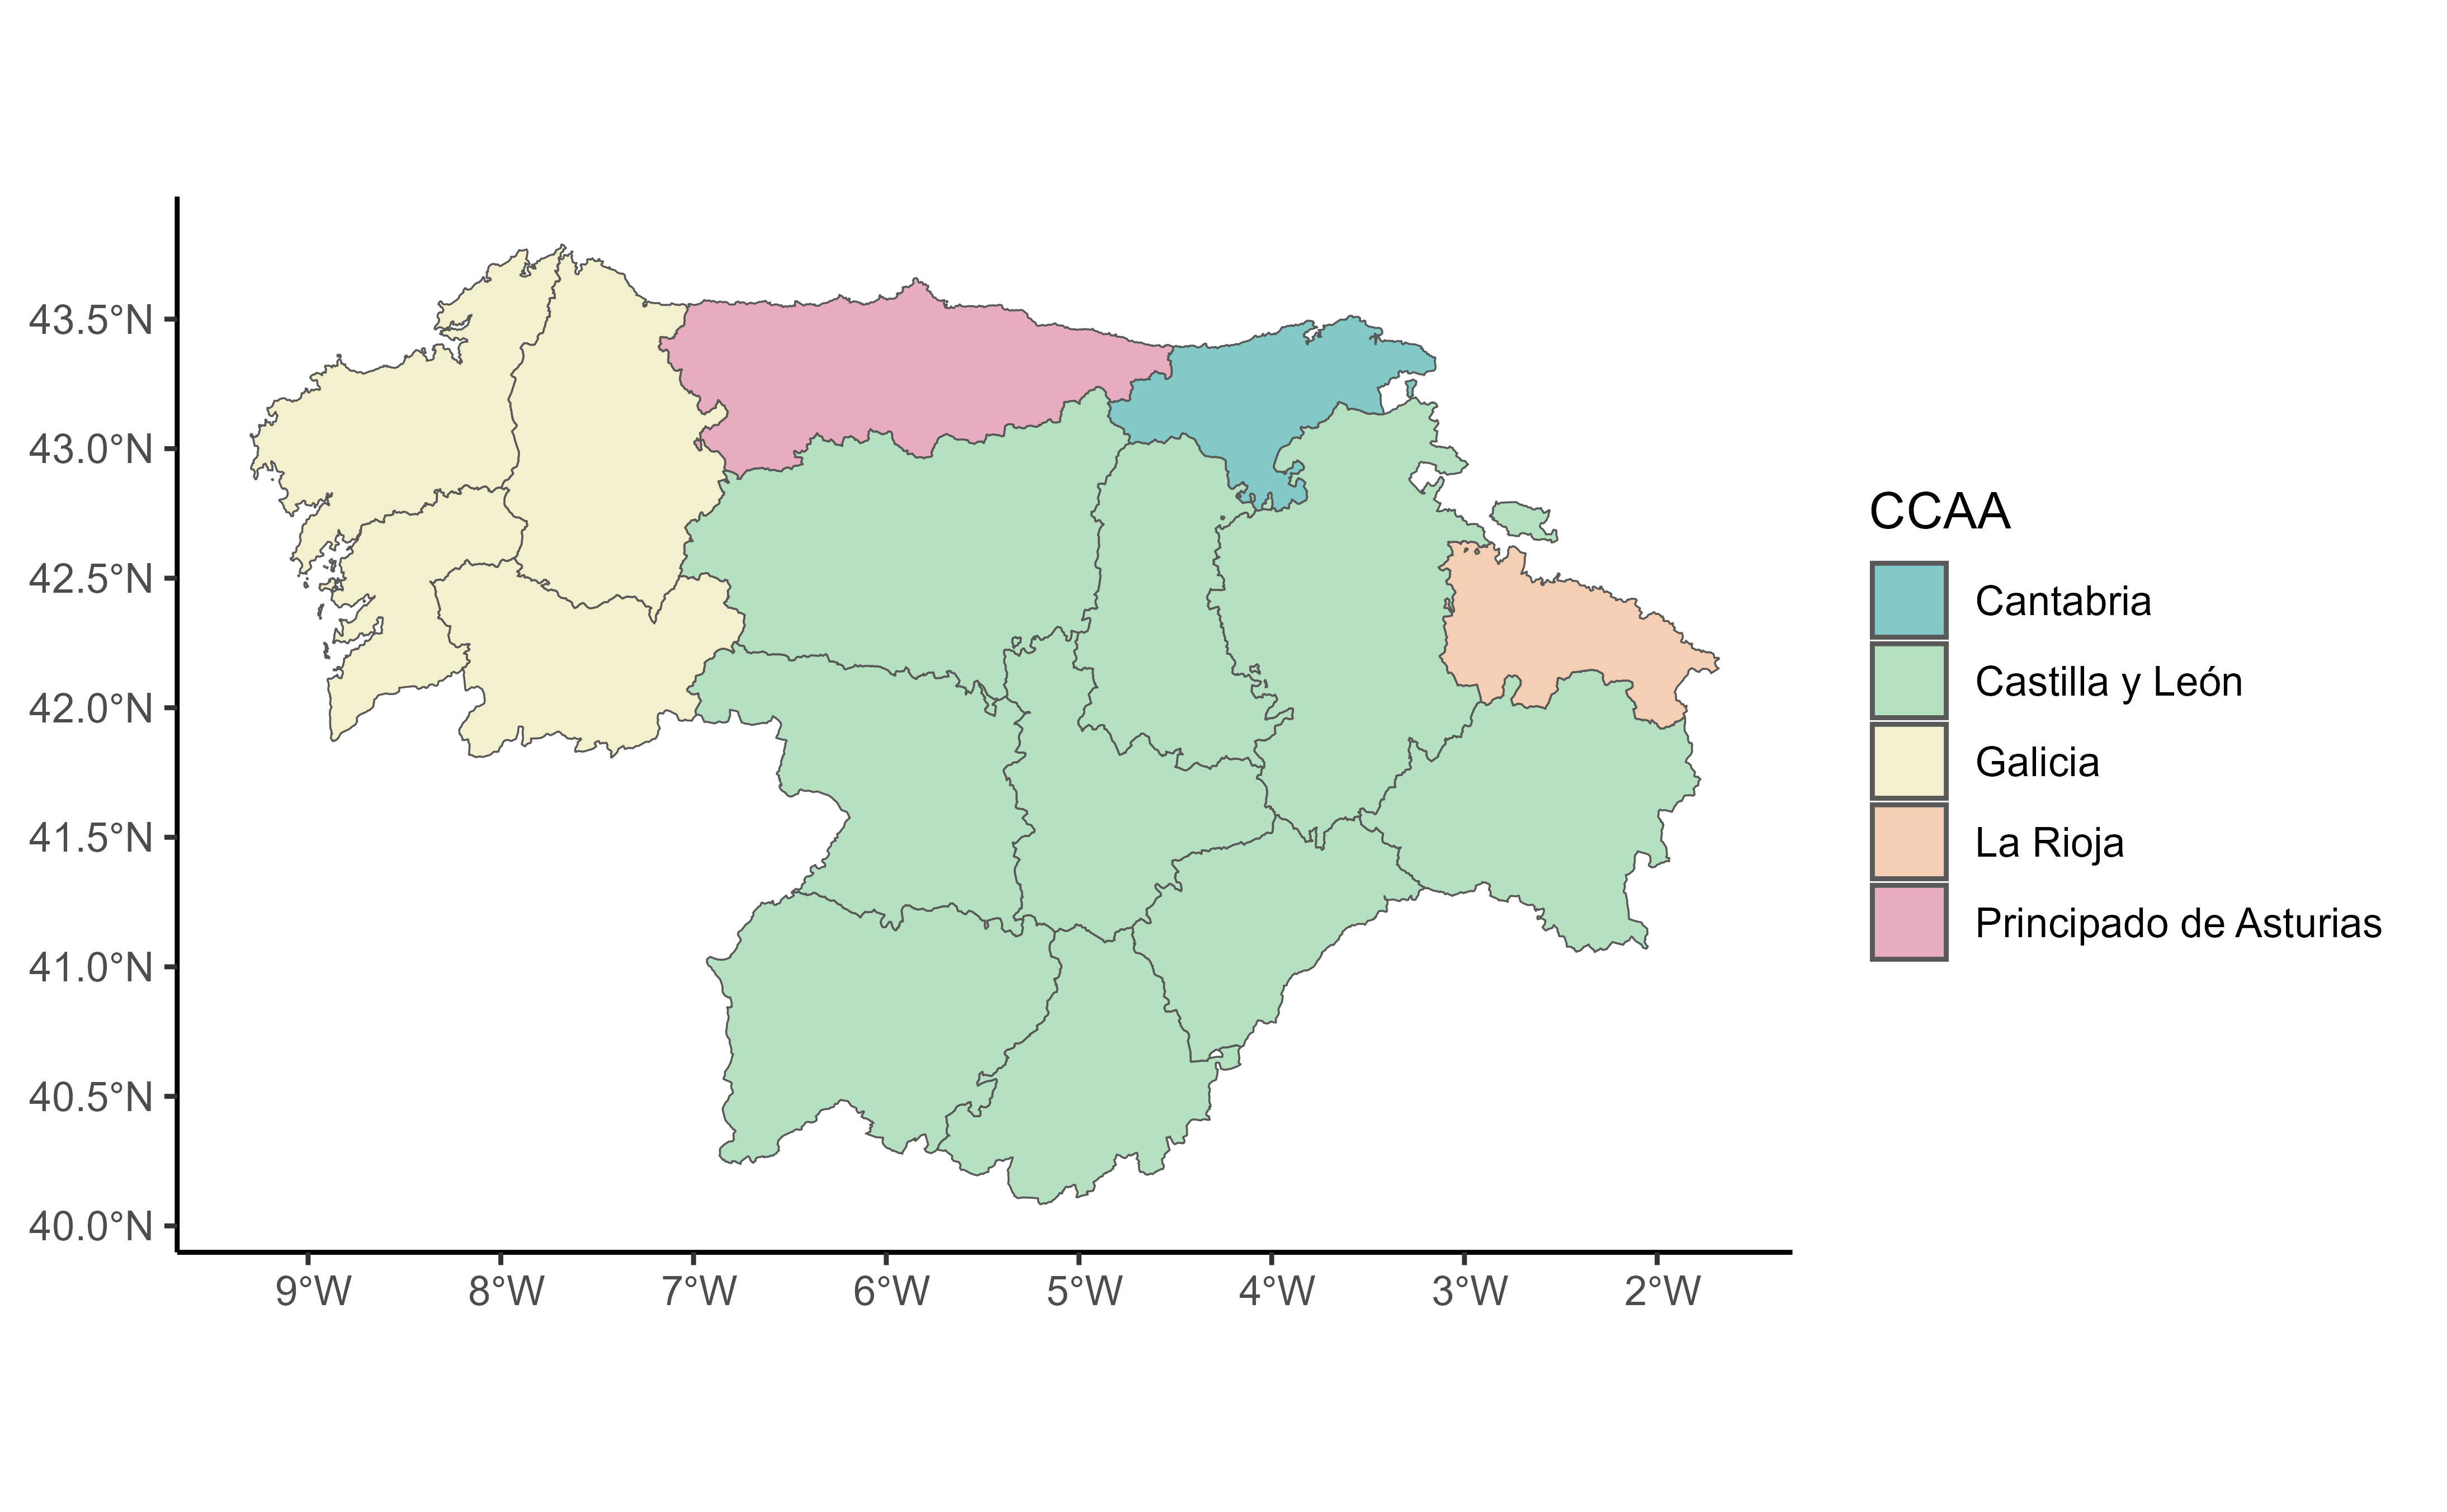 43.5°N
43.0°N
42.5°N
42.0°N
41.5°N
41.0°N
40.5°N
40.0°N
9°W 8°W 7°W 6°W 5°W 4°W 3°W 2°W
CCAA
Cantabria
Castilla y León
Galicia
La Rioja
Principado de Asturias